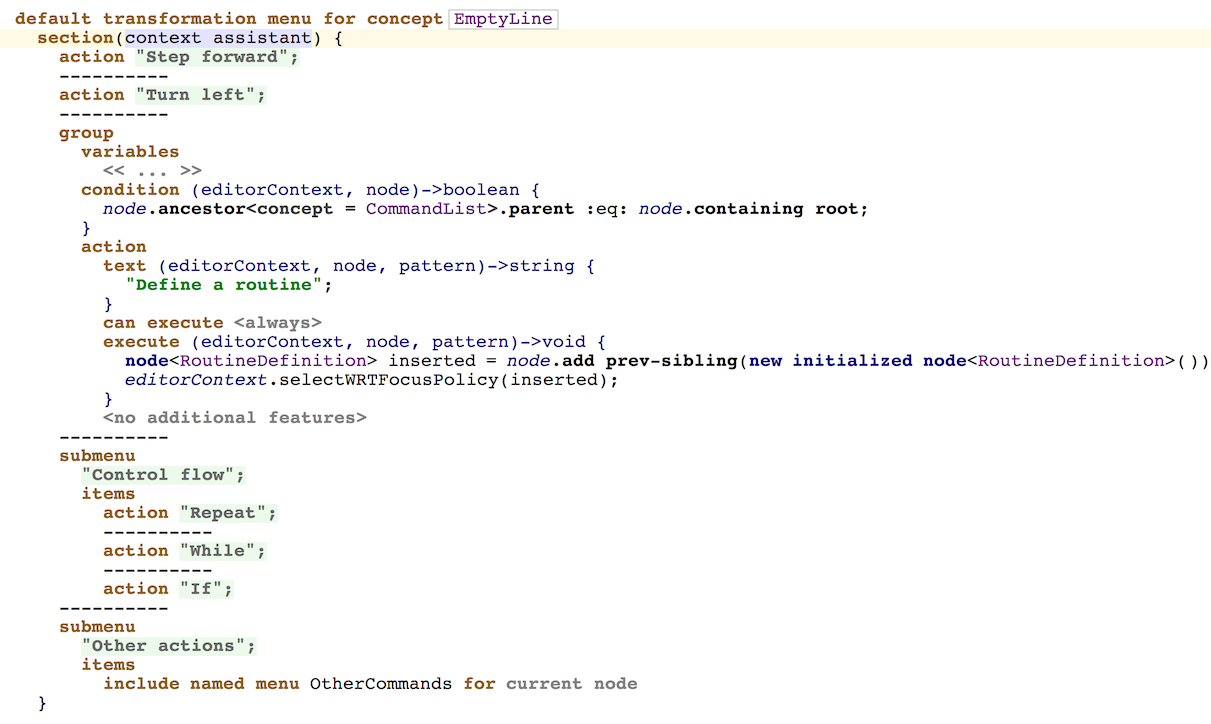 default transformation menu for concept EmptyLine
section(context assistant) {
action "Step forward";
----------
action "Turn left";
----------
group
variables
<< ... >>
condition (editorContext, node)->boolean {
node.ancestor<concept = CommandList>.parent :eq: node.containing root;
}
action
text (editorContext, node, pattern)->string {
"Define a routine";
}
can execute <always>
execute (editorContext, node, pattern)->void {
node<RoutineDefinition> inserted = node.add prev-sibling(new initialized node<RoutineDefinition>())
editorContext.selectWRTFocusPolicy(inserted);
}
<no additional features>
----------
submenu
"Control flow";
items
action "Repeat";
----------
action "While";
----------
action "If";
----------
submenu
"Other actions";
items
include named menu OtherCommands for current node
}